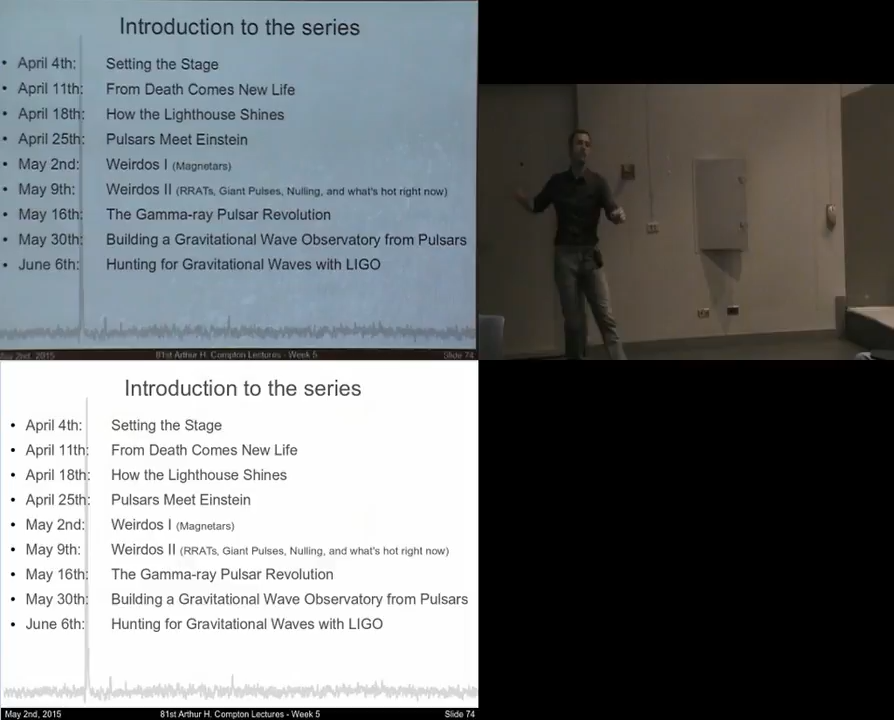 Introduction to the series
• April 4th: Setting the Stage
• April 11th: From Death Comes New Life
• April 18th: How the Lighthouse Shines
• April 25th: Pulsars Meet Einstein
• May 2nd: Weirdos I (Magnetars)
• May 9th: Weirdos II (RRATs, Giant Pulses, Nulling, and what's hot right now)
• May 16th: The Gamma-ray Pulsar Revolution
• May 30th: Building a Gravitational Wave Observatory from Pulsars
• June 6th: Hunting for Gravitational Waves with LIGO
2nd, 2015 81st Arthur H. Compton Lectures - Week 5 Slide 74
Introduction to the series
• April 4th: Setting the Stage
• April 11th: From Death Comes New Life
• April 18th: How the Lighthouse Shines
• April 25th: Pulsars Meet Einstein
• May 2nd: Weirdos I (Magnetars)
• May 9th: Weirdos II (RRATs, Giant Pulses, Nulling, and what's hot right now)
• May 16th: The Gamma-ray Pulsar Revolution
• May 30th: Building a Gravitational Wave Observatory from Pulsars
• June 6th: Hunting for Gravitational Waves with LIGO
May 2nd, 2015 81st Arthur H. Compton Lectures - Week 5 Slide 74